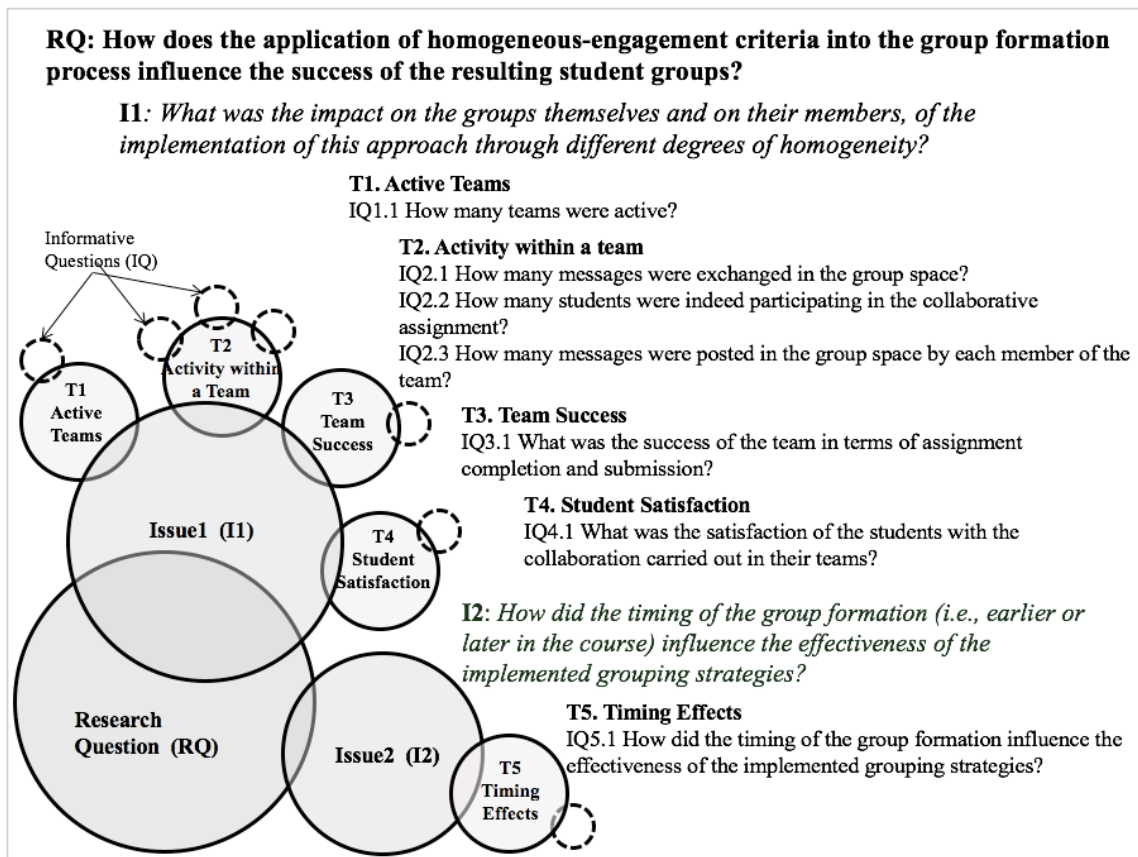 RQ: How does the application of homogeneous-engagement criteria into the group formation
process influence the success of the resulting student groups?
I1: What was the impact on the groups themselves and on their members, of the
implementation of this approach through different degrees of homogeneity?
T1. Active Teams
IQ1.1 How many teams were active?
Informative
Questions (IQ)
T2. Activity within a team
IQ2.1 How many messages were exchanged in the group space?
IQ2.2 How many students were indeed participating in the collaborative
assignment?
IQ2.3 How many messages were posted in the group space by each member of the
team?
T1
Active
Teams
T2
Activity within
a Team
T3
Team
Success
T3. Team Success
IQ3.1 What was the success of the team in terms of assignment
completion and submission?
T4. Student Satisfaction
IQ4.1 What was the satisfaction of the students with the
collaboration carried out in their teams?
Issue1 (I1)
T4
Student
Satisfaction
I2: How did the timing of the group formation (i.e., earlier or
later in the course) influence the effectiveness of the
implemented grouping strategies?
T5. Timing Effects
IQ5.1 How did the timing of the group formation influence the
effectiveness of the implemented grouping strategies?
Research
Question (RQ)
Issue2 (I2)
T5
Timing
Effects